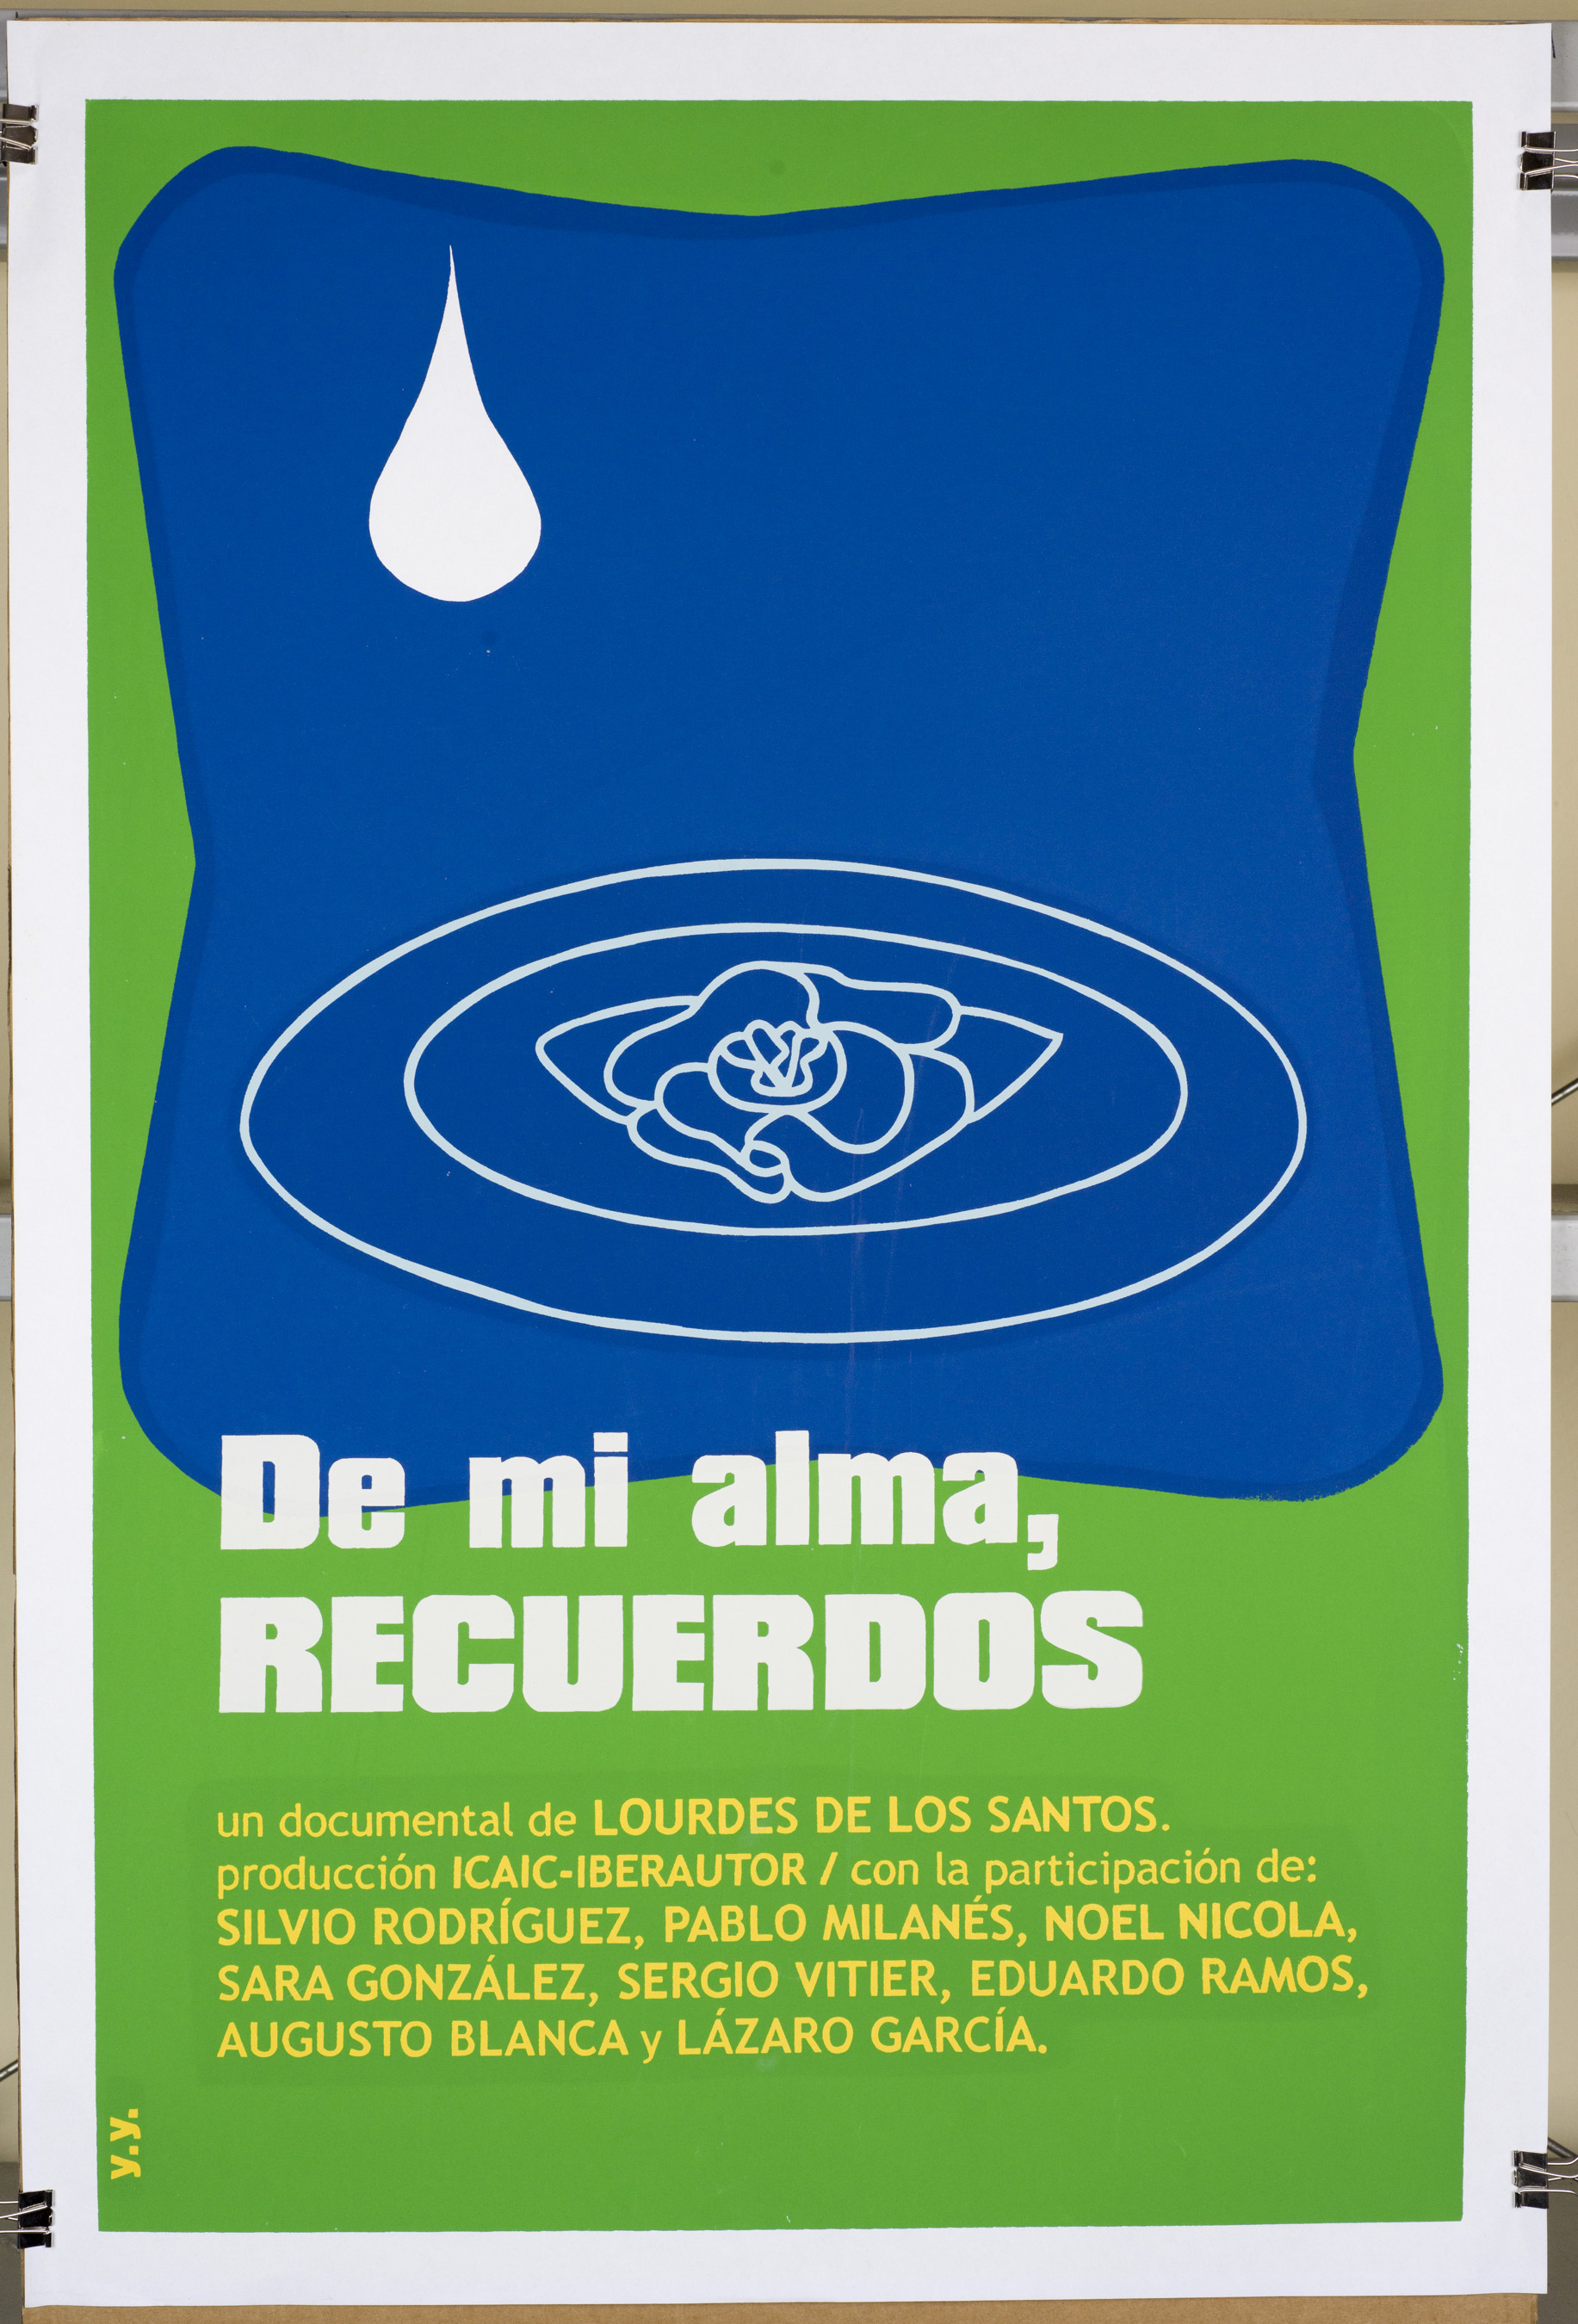 De mi alma,
RECUERDOS
un documental de LOURDES DE LOS SANTOS.
producción ICAIC-IBERAUTOR / con la participación de:
SILVIO RODRÍGUEZ, PABLO MILANÉS, NOEL NICOLA,
SARA GONZÁLEZ, SERGIO VITIER, EDUARDO RAMOS,
AUGUSTO BLANCA y LÁZARO GARCÍA.
y.y.